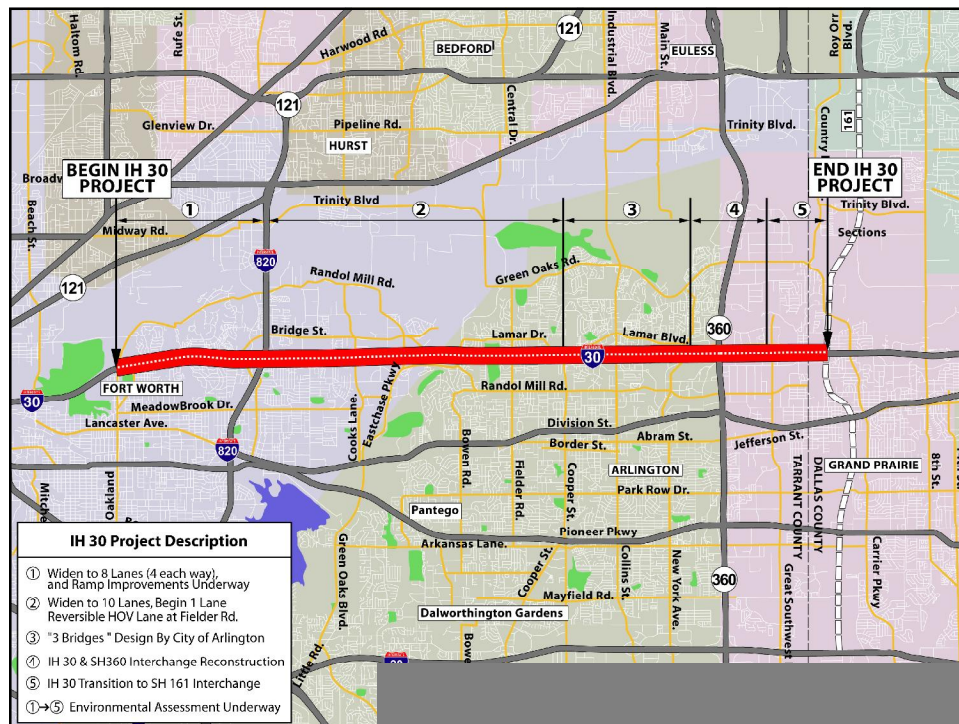 Haltom Rd.
Rufe St.
Harwood Rd
BEDFORD
121
Industrial Blvd.
Main St.
EULESS
Roy Orr
Blvd.
121
Glenview Dr.
Pipeline Rd.
HURST
Central Dr.
Trinity Blvd.
161
BEGIN IH 30
PROJECT
END IH 30
PROJECT
Beach St.
Midway Rd.
1
Trinity Blvd
2
3
4
5
Trinity Blvd.
Sections
820
121
Randol Mill Rd.
Green Oaks Rd.
Bridge St.
Lamar Dr.
Lamar Blvd.
360
30
FORT WORTH
30
MeadowBrook Dr.
Lancaster Ave.
Cooks Lane.
Eastchase Pkwy
Randol Mill Rd.
Division St.
Border St.
Abram St.
Jefferson St.
820
Bowen Rd.
Fielder Rd.
Cooper St.
ARLINGTON
Park Row Dr.
TARRANT COUNTY
DALLAS COUNTY
GRAND PRAIRIE
8th St.
Oakland
Pantego
Pioneer Pkwy
Arkansas Lane.
Green Oaks Blvd.
Cooper St.
Collins St.
New York Ave.
Mayfield Rd.
360
Great Southwest
Carrier Pkwy
Dalworthington Gardens
Little Rd.
IH 30 Project Description
① Widen to 8 Lanes (4 each way),
and Ramp Improvements Underway
② Widen to 10 Lanes, Begin 1 Lane
Reversible HOV Lane at Fielder Rd.
③ "3 Bridges " Design By City of Arlington
④ IH 30 & SH360 Interchange Reconstruction
⑤ IH 30 Transition to SH 161 Interchange
①→⑤ Environmental Assessment Underway